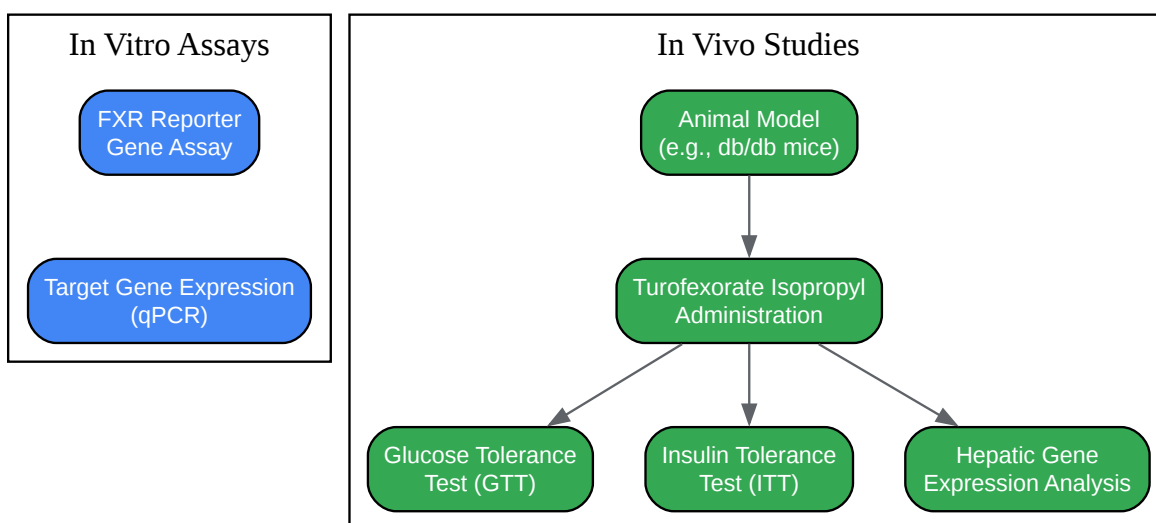 In Vitro Assays
FXR Reporter
Gene Assay
Target Gene Expression
(qPCR)
In Vivo Studies
Animal Model
(e.g., db/db mice)
Turofexorate Isopropyl
Administration
Glucose Tolerance
Test (GTT)
Insulin Tolerance
Test (ITT)
Hepatic Gene
Expression Analysis